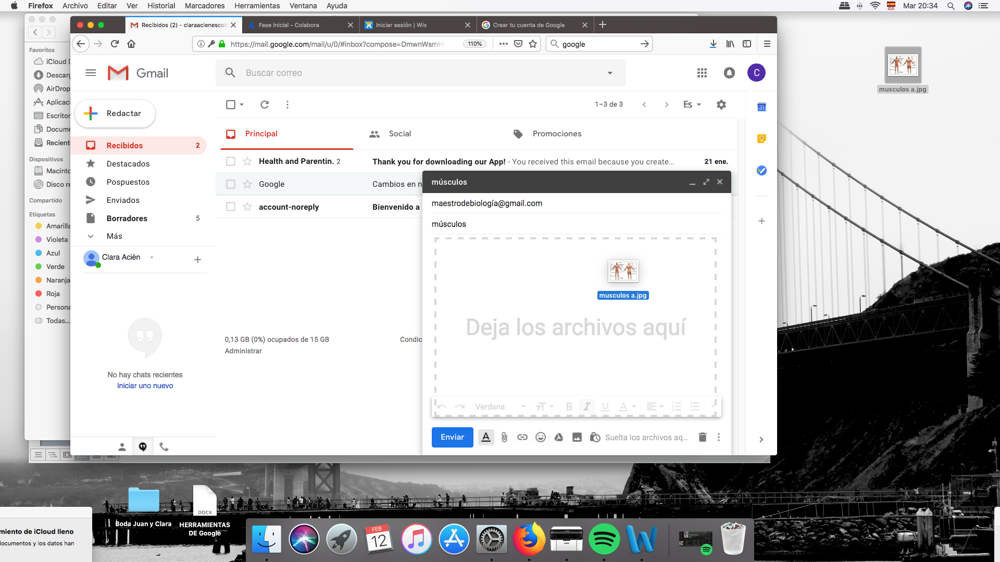 Firefox Archivo Editar Ver Historial Marcadores Herramientas Ventana Ayuda
ISO Mar 20:34
Recibidos (2) - claraacienescob
Fase Inicial - Colabora
Iniciar sesión | Wix
Crear tu cuenta de Google
https://mail.google.com/mail/u/0/#inbox?compose=DmwnWsmH
110%
google
Favoritos
iCloud D
Descarg
AirDrop
Aplicaci
Escritor
Docume
Recient
Dispositivos
Macinto
Disco re
Compartido
Etiquetas
Amarilla
Violeta
Azul
Verde
Naranja
Roja
Persona
Todas...
Gmail
Buscar correo
C
musculos a.jpg
Redactar
1–3 de 3
Es
31
Recibidos 2
Destacados
Pospuestos
Enviados
Borradores 5
Más
Clara Acién
No hay chats recientes
Iniciar uno nuevo
Principal
Social
Promociones
Health and Parentin. 2 Thank you for downloading our App! - You received this email because you create... 21 ene.
Google Cambios en n
account-noreply Bienvenido a
0,13 GB (0%) ocupados de 15 GB
Administrar
Condic
músculos
maestrodebiología@gmail.com
músculos
musculos a.jpg
Deja los archivos aquí
Verdana
B I U A
Enviar
A
Suelta los archivos aq...
Boda Juan y Clara
DOCX
HERRAMIENTAS
DE Google
miento de iCloud lleno
documentos y los datos han
FEB
12